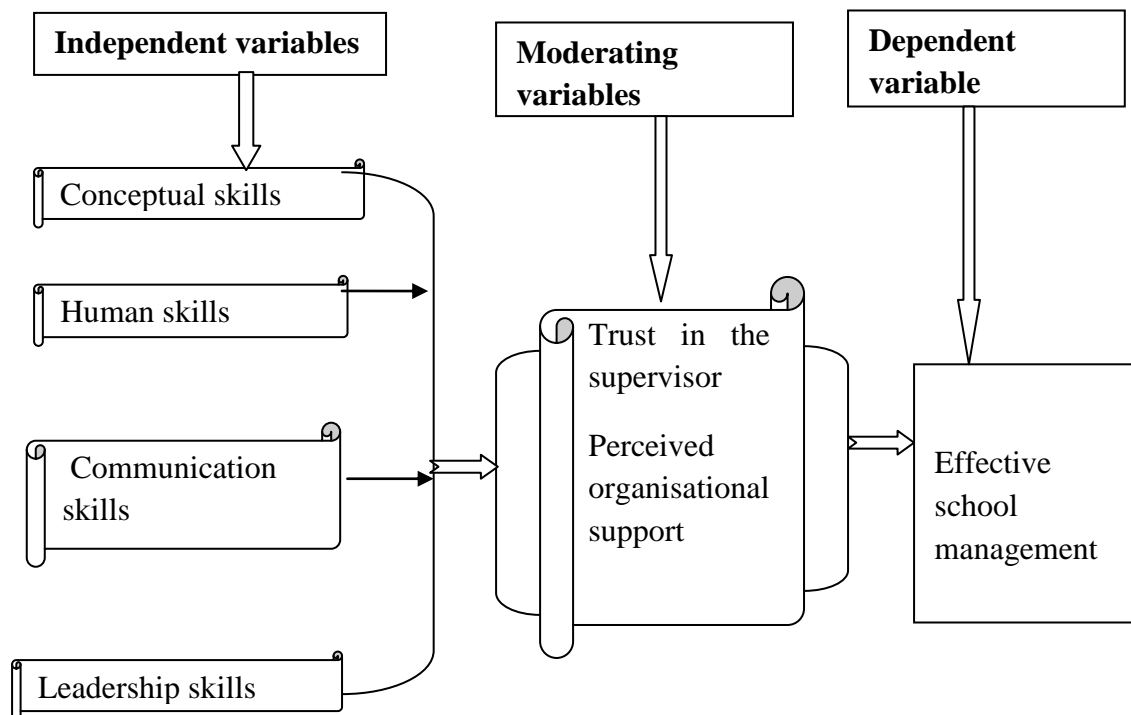 Independent variables
Moderating
variables
Dependent
variable
Conceptual skills
Human skills
Communication
skills
Leadership skills
Trust in the
supervisor
Perceived
organisational
support
Effective
school
management